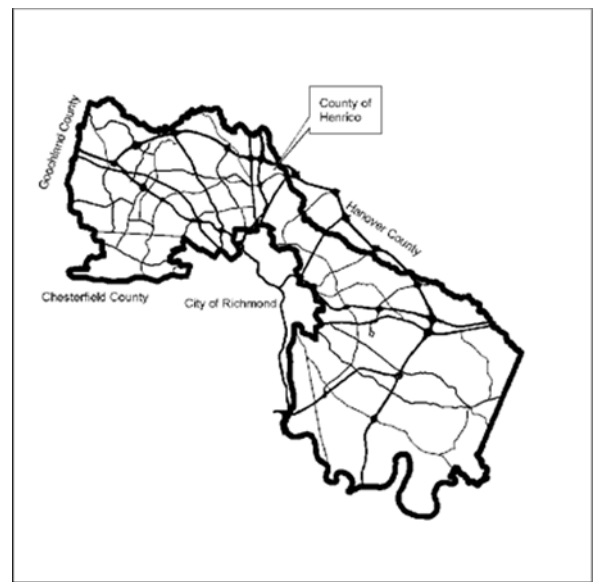 County of
Henrico
Goochland County
Hanover County
Chesterfield County
City of Richmond